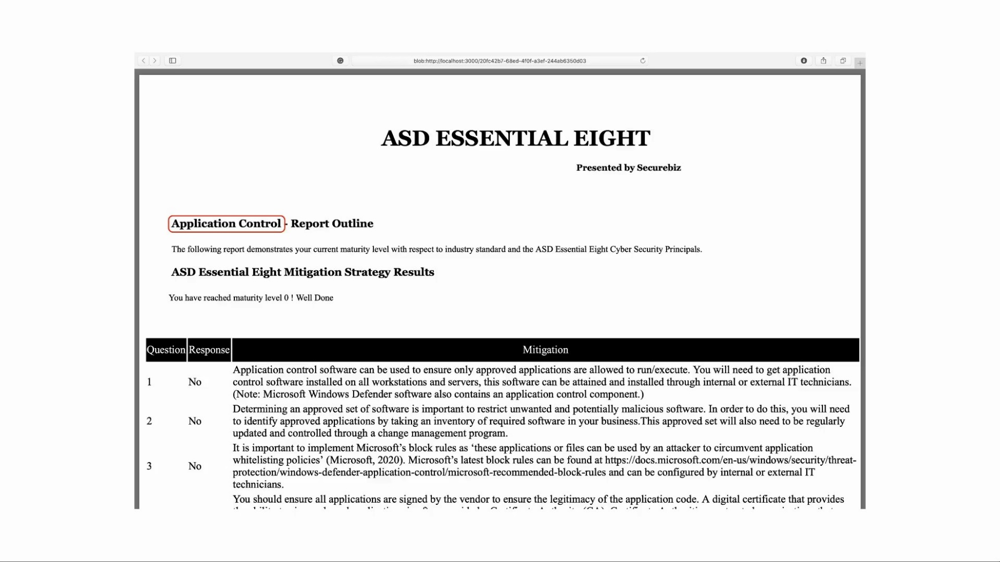 blob:http://localhost:3000/20fc42b7-68ed-4f0f-a3ef-244ab6350d03
ASD ESSENTIAL EIGHT
Presented by Securebiz
Application Control - Report Outline
The following report demonstrates your current maturity level with respect to industry standard and the ASD Essential Eight Cyber Security Principals.
ASD Essential Eight Mitigation Strategy Results
You have reached maturity level 0 ! Well Done
Question Response Mitigation
Application control software can be used to ensure only approved applications are allowed to run/execute. You will need to get application
1 No control software installed on all workstations and servers, this software can be attained and installed through internal or external IT technicians.
(Note: Microsoft Windows Defender software also contains an application control component.)
Determining an approved set of software is important to restrict unwanted and potentially malicious software. In order to do this, you will need
2 No to identify approved applications by taking an inventory of required software in your business.This approved set will also need to be regularly
updated and controlled through a change management program.
It is important to implement Microsoft’s block rules as ‘these applications or files can be used by an attacker to circumvent application
whitelisting policies’ (Microsoft, 2020). Microsoft’s latest block rules can be found at https://docs.microsoft.com/en-us/windows/security/threat-
3 No protection/windows-defender-application-control/microsoft-recommended-block-rules and can be configured by internal or external IT
technicians.
You should ensure all applications are signed by the vendor to ensure the legitimacy of the application code. A digital certificate that provides